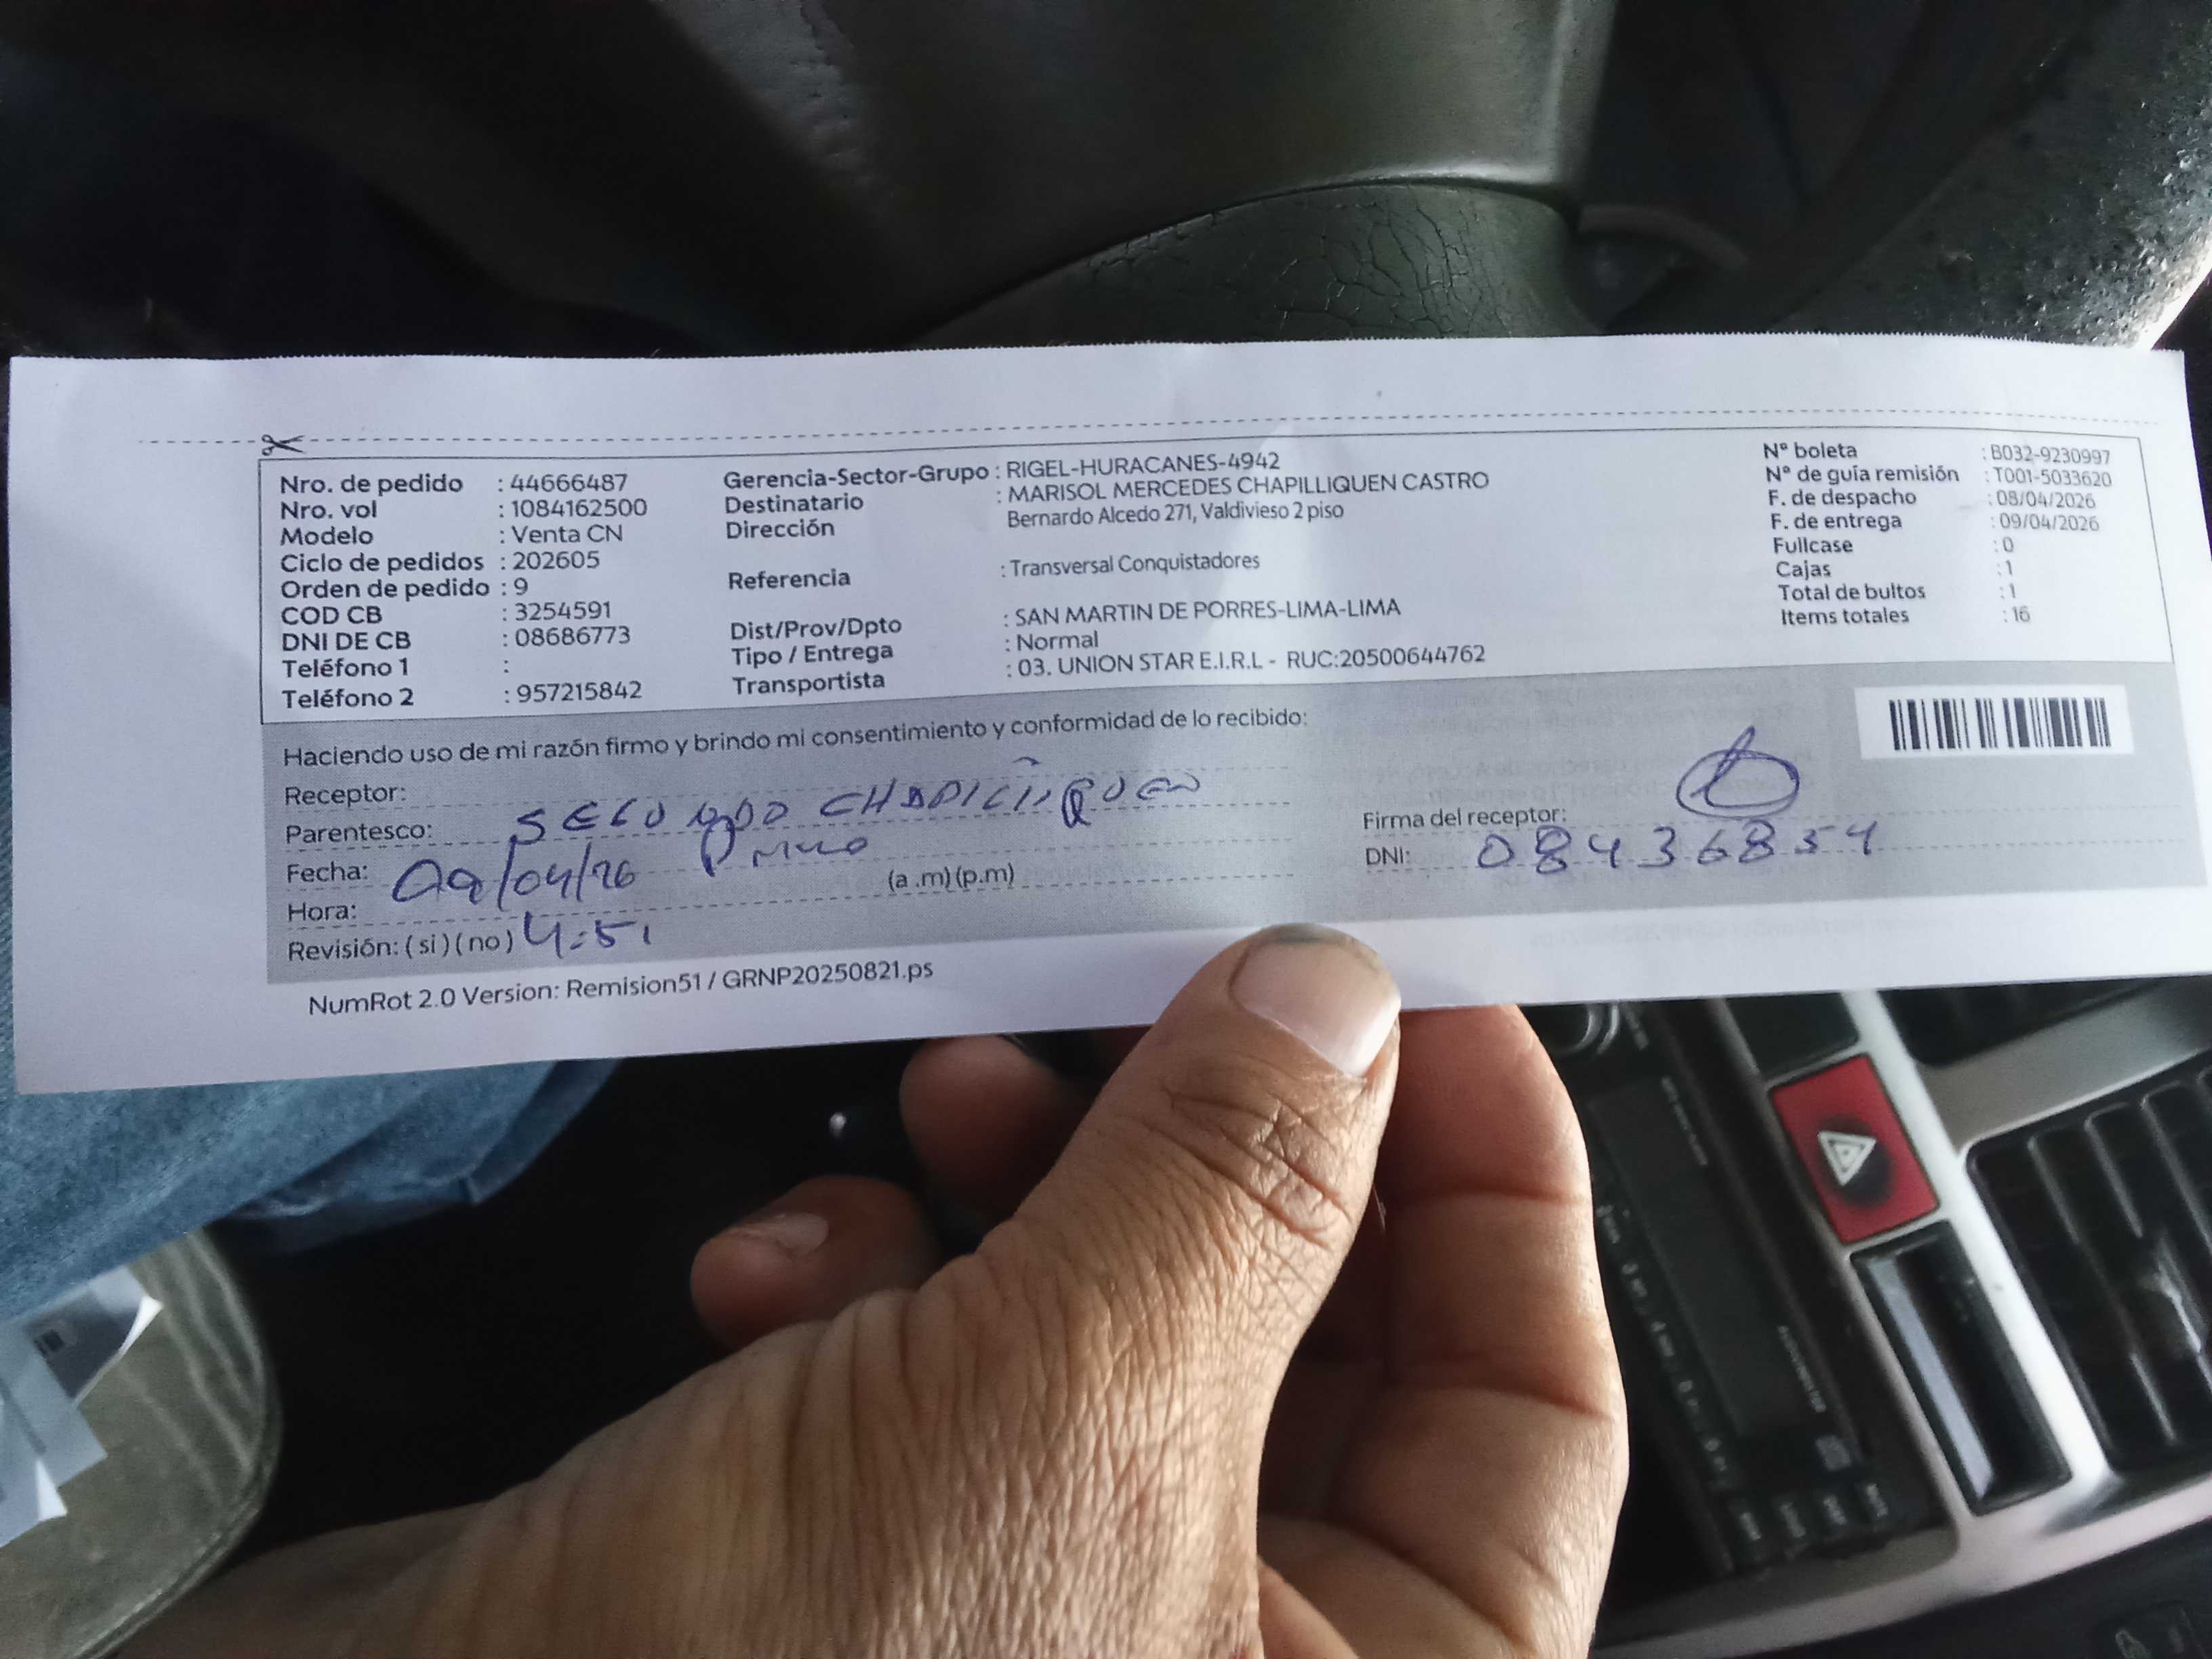 Nro. de pedido : 44666487
Nro. vol : 1084162500
Modelo : Venta CN
Ciclo de pedidos : 202605
Orden de pedido : 9
COD CB : 3254591
DNI DE CB : 08686773
Teléfono 1 :
Teléfono 2 : 957215842
Gerencia-Sector-Grupo : RIGEL-HURACANES-4942
Destinatario : MARISOL MERCEDES CHAPILLIQUEN CASTRO
Dirección Bernardo Alcedo 271, Valdivieso 2 piso
Referencia : Transversal Conquistadores
Dist/Prov/Dpto : SAN MARTIN DE PORRES-LIMA-LIMA
Tipo / Entrega : Normal
Transportista : 03. UNION STAR E.I.R.L - RUC:20500644762
N° boleta : B032-9230997
N° de guía remisión : T001-5033620
F. de despacho : 08/04/2026
F. de entrega : 09/04/2026
Fullcase : 0
Cajas : 1
Total de bultos : 1
Items totales : 16
Haciendo uso de mi razón firmo y brindo mi consentimiento y conformidad de lo recibido:
Receptor:
Parentesco: SEGUNDO CHAPILLIQUEN
Fecha: 09/04/26
Hora: (a .m)(p.m)
Revisión: ( si ) ( no ) 4:51
Firma del receptor:
DNI: 08436854
NumRot 2.0 Version: Remision51 / GRNP20250821.ps